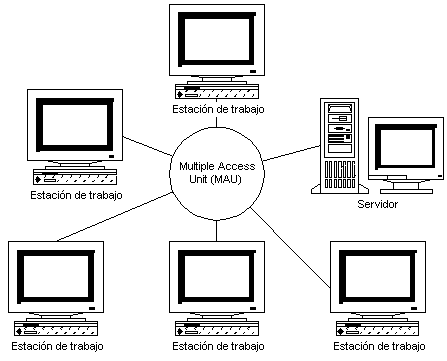 Estación de trabajo
Multiple Access
Unit (MAU)
Estación de trabajo
Servidor
Estación de trabajo
Estación de trabajo
Estación de trabajo